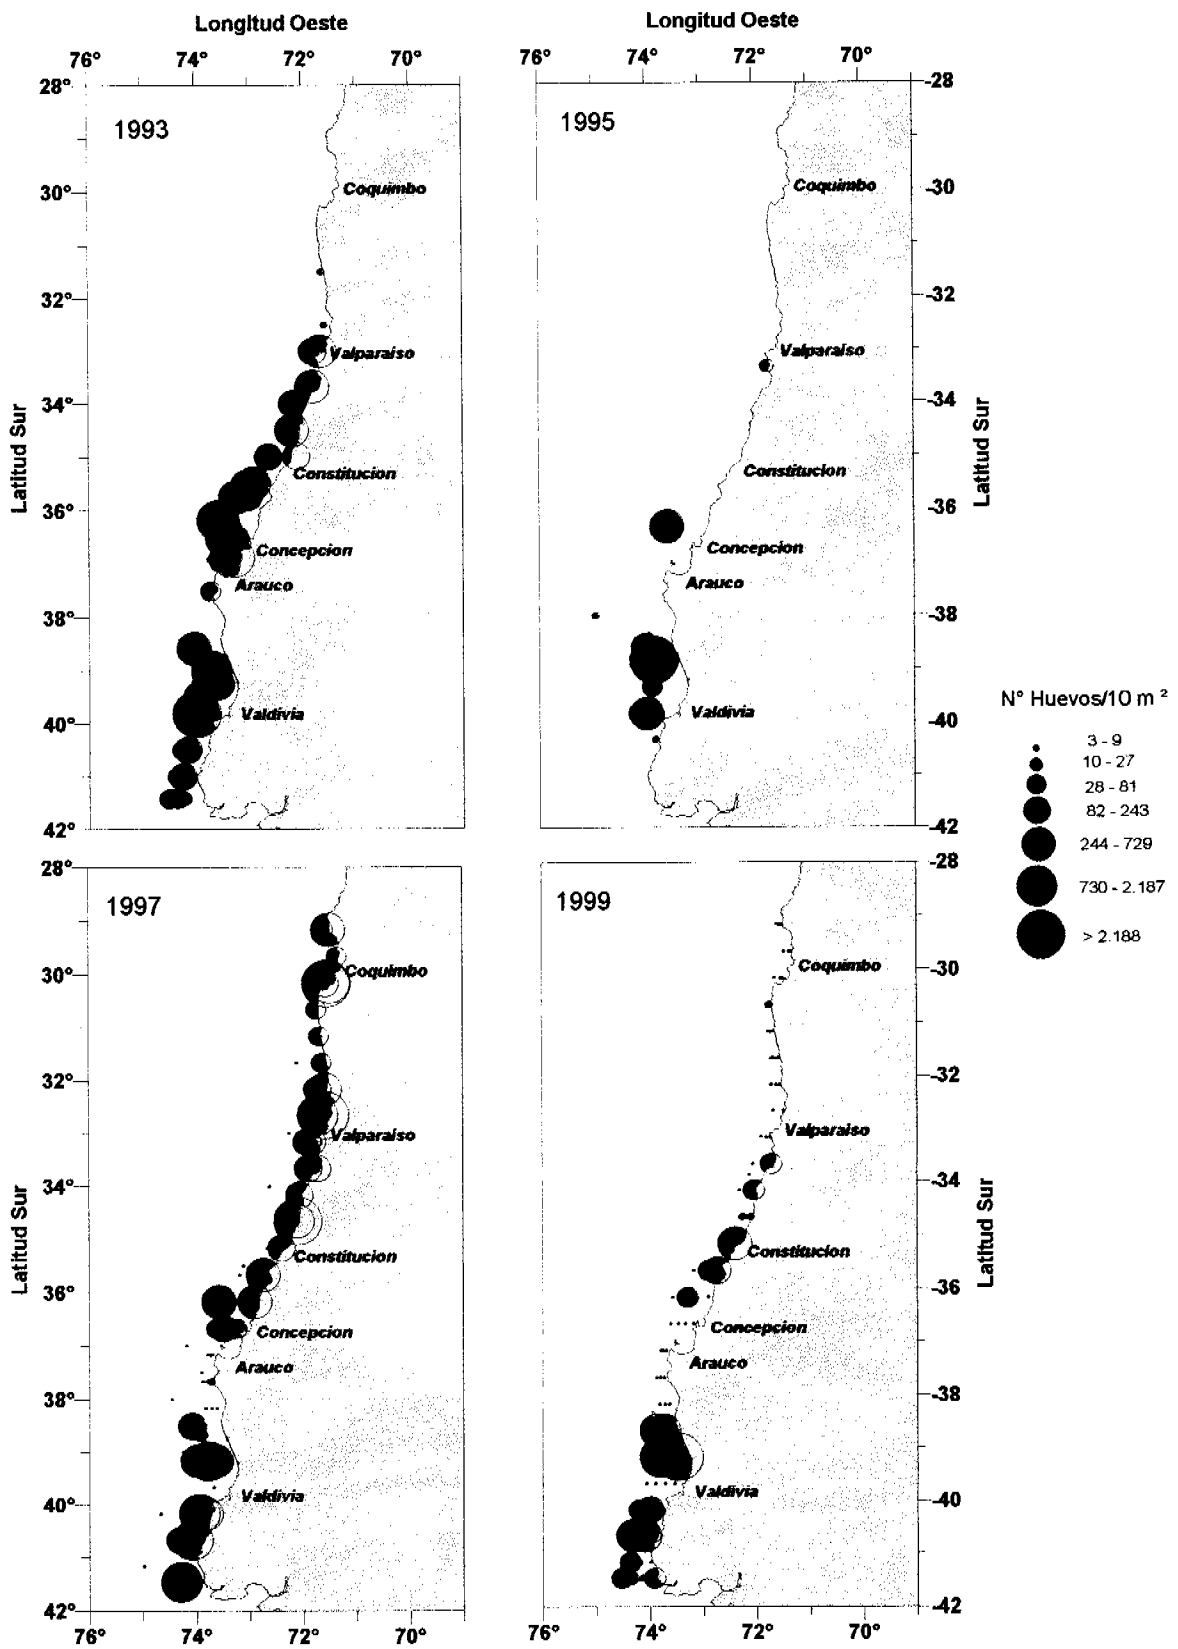 Longitud Oeste
76° 74° 72° 70°
28°
30°
32°
34°
36°
38°
40°
42°
Latitud Sur
1993
Coquimbo
Valparaiso
Constitucion
Concepcion
Arauco
Valdivia
Longitud Oeste
76° 74° 72° 70°
-28
-30
-32
-34
-36
-38
-40
-42
Latitud Sur
1995
Coquimbo
Valparaiso
Constitucion
Concepcion
Arauco
Valdivia
N° Huevos/10 m ²
3 - 9
10 - 27
28 - 81
82 - 243
244 - 729
730 - 2.187
> 2.188
28°
30°
32°
34°
36°
38°
40°
42°
Latitud Sur
1997
Coquimbo
Valparaiso
Constitucion
Concepcion
Arauco
Valdivia
76° 74° 72° 70°
-28
-30
-32
-34
-36
-38
-40
-42
Latitud Sur
1999
Coquimbo
Valparaiso
Constitucion
Concepcion
Arauco
Valdivia
76° 74° 72° 70°